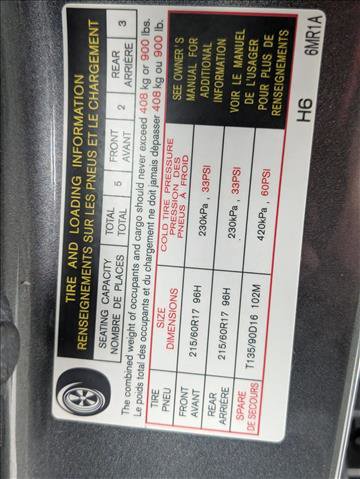 TIRE AND LOADING INFORMATION
RENSEIGNEMENTS SUR LES PNEUS ET LE CHARGEMENT
SEATING CAPACITY TOTAL 5 FRONT 2 REAR 3
NOMBRE DE PLACES TOTAL AVANT ARRIÈRE
The combined weight of occupants and cargo should never exceed 408 kg or 900 lbs.
Le poids total des occupants et du chargement ne doit jamais dépasser 408 kg ou 900 lb.
TIRE SIZE COLD TIRE PRESSURE
PNEU DIMENSIONS PRESSION DES
PNEUS À FROID
FRONT 215/60R17 96H 230kPa, 33PSI
AVANT
REAR 215/60R17 96H 230kPa, 33PSI
ARRIÈRE
SPARE T135/90D16 102M 420kPa, 60PSI
DE SECOURS
SEE OWNER'S
MANUAL FOR
ADDITIONAL
INFORMATION
VOIR LE MANUEL
DE L'USAGER
POUR PLUS DE
RENSEIGNEMENTS
H6 6MR1A